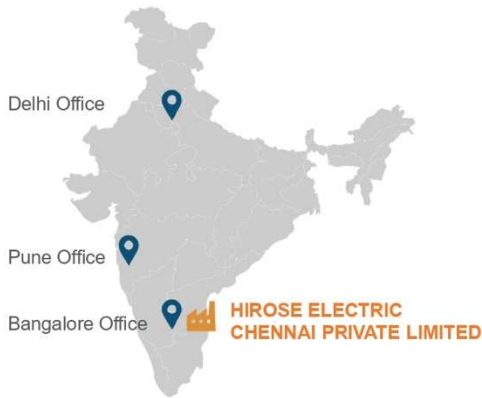 Delhi Office
Pune Office
Bangalore Office
HIROSE ELECTRIC
CHENNAI PRIVATE LIMITED